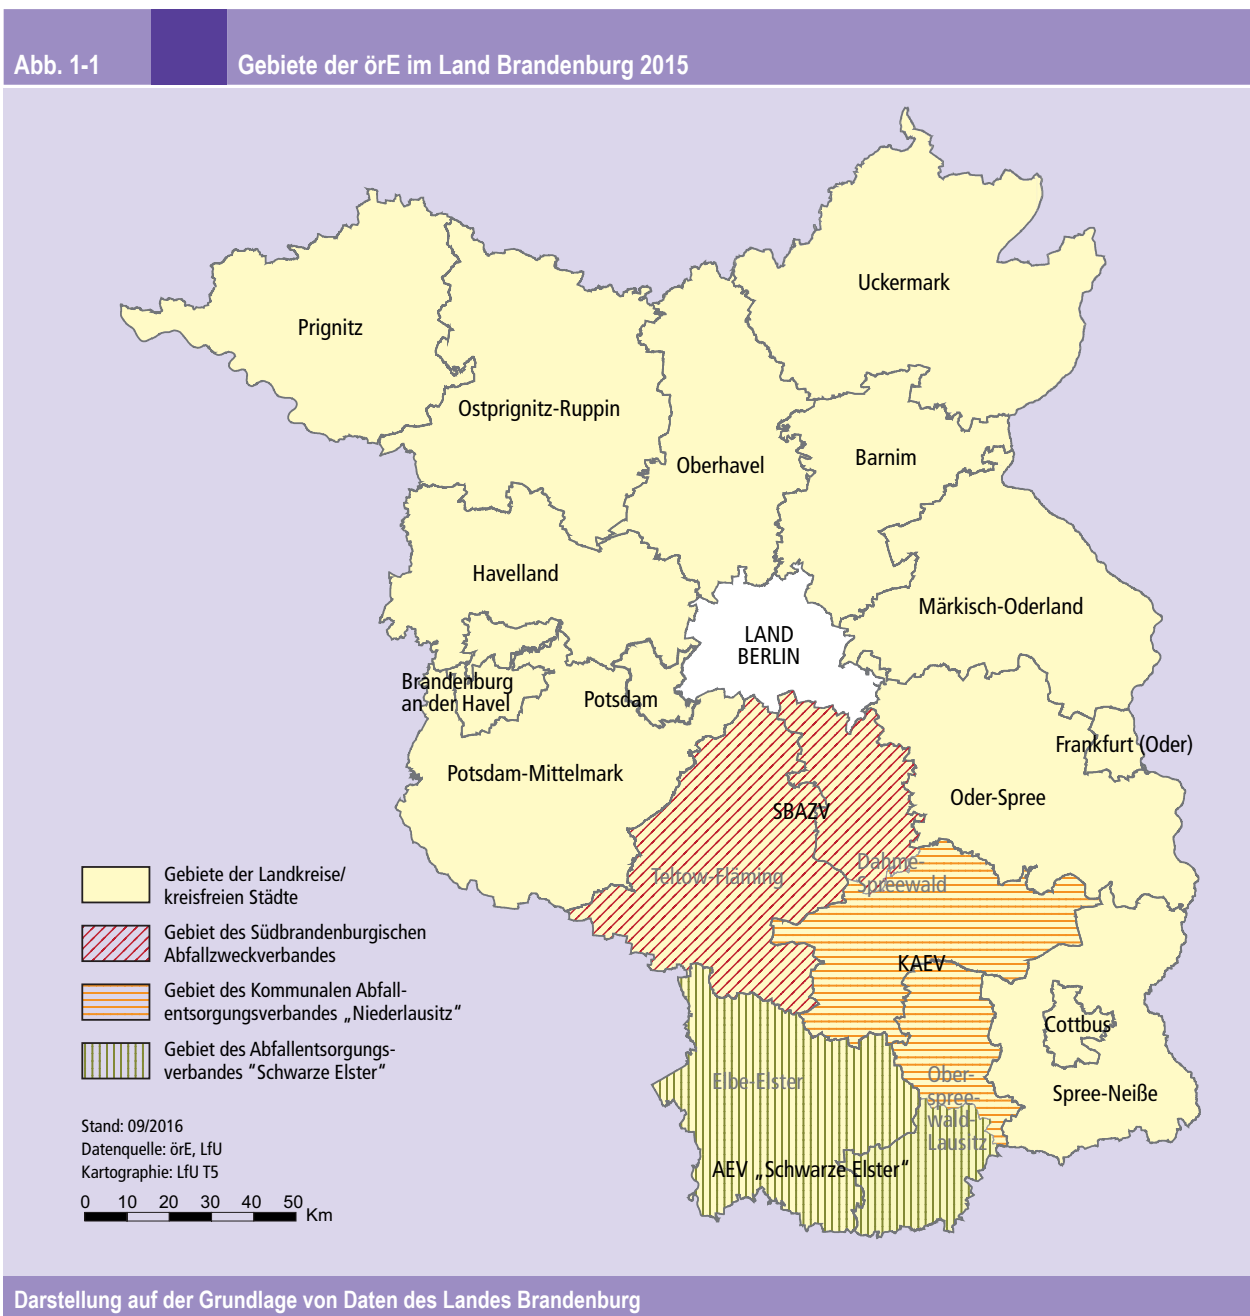 Abb. 1-1 Gebiete der örE im Land Brandenburg 2015
Uckermark
Prignitz
Ostprignitz-Ruppin
Barnim
Oberhavel
Havelland
Märkisch-Oderland
LAND
BERLIN
Brandenburg
an der Havel
Potsdam
Frankfurt (Oder)
Potsdam-Mittelmark
Oder-Spree
SBAZV
Teltow-Fläming
Dahme-
Spreewald
KAEV
Cottbus
Elbe-Elster
Ober-
spree-
wald-
Lausitz
Spree-Neiße
AEV „Schwarze Elster“
Gebiete der Landkreise/
kreisfreien Städte
Gebiet des Südbrandenburgischen
Abfallzweckverbandes
Gebiet des Kommunalen Abfall-
entsorgungsverbandes „Niederlausitz“
Gebiet des Abfallentsorgungs-
verbandes "Schwarze Elster"
Stand: 09/2016
Datenquelle: örE, LfU
Kartographie: LfU T5
0 10 20 30 40 50 Km
Darstellung auf der Grundlage von Daten des Landes Brandenburg